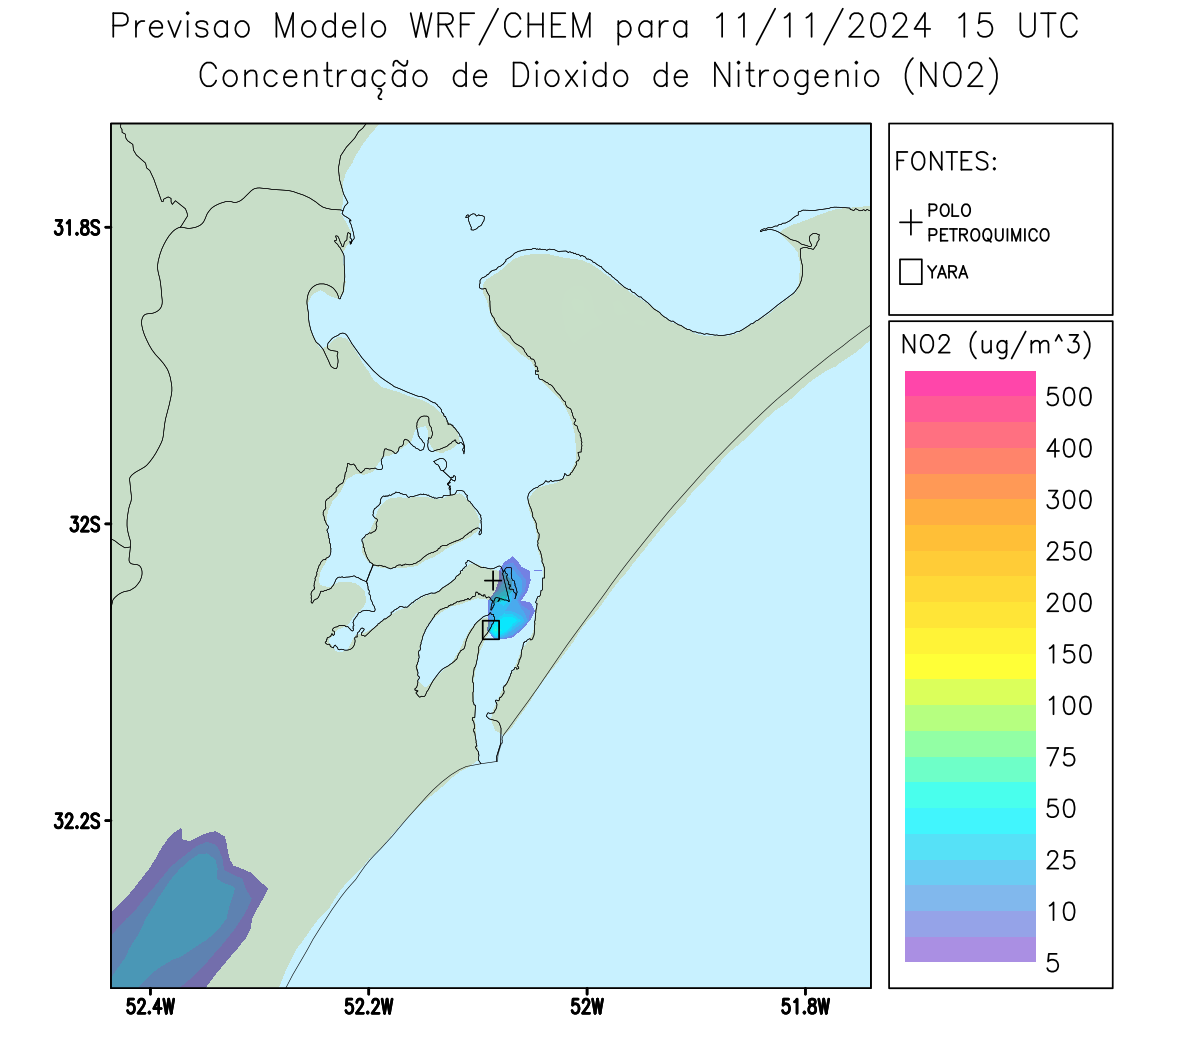 Previsao Modelo WRF/CHEM para 11/11/2024 15 UTC
Concentração de Dioxido de Nitrogenio (NO2)
FONTES:
POLO
PETROQUIMICO
YARA
31.8S
32S
32.2S
52.4W
52.2W
52W
51.8W
NO2 (ug/m^3)
500
400
300
250
200
150
100
75
50
25
10
5